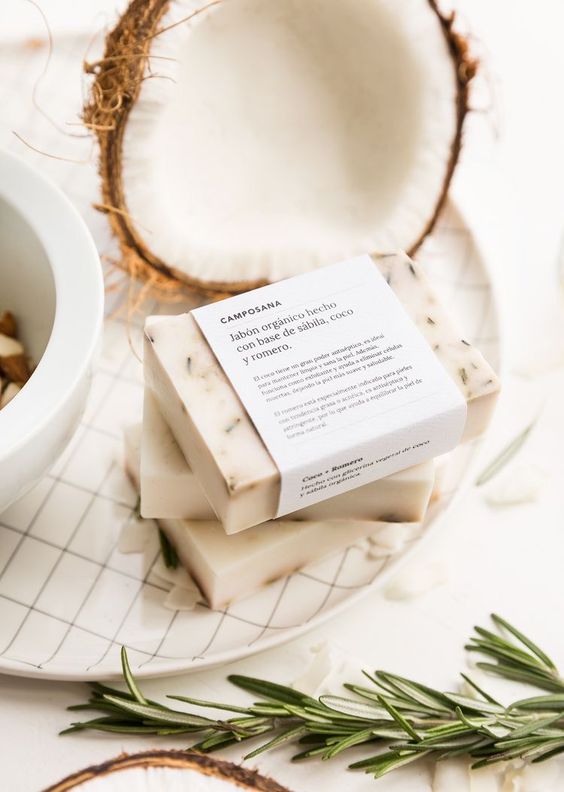 CAMPOSANA
Jabón orgánico hecho
con base de sábila, coco
y romero.
El coco tiene un gran poder antiséptico, es ideal
para mantener limpia y sana la piel. Además,
funciona como exfoliante y ayuda a eliminar células
muertas, dejando la piel más suave y saludable.
El romero está especialmente indicado para pieles
con tendencia grasa o acnéica, es antiséptico y
astringente, por lo que ayuda a equilibrar la piel de
forma natural.
Coco + Romero
Hecho con glicerina vegetal de coco
y sábila orgánica.